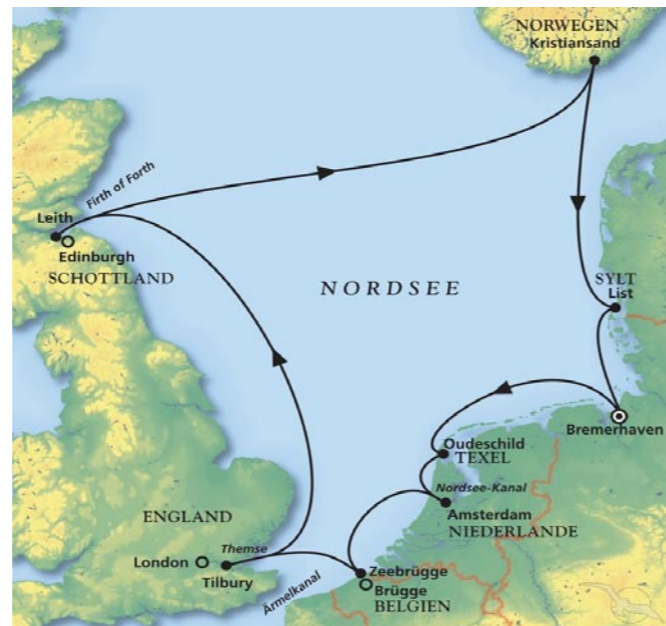 NORWEGEN
Kristiansand
Firth of Forth
Leith
Edinburgh
SCHOTTLAND
NORDSEE
SYLT
List
Bremerhaven
Oudeschild
TEXEL
Nordsee-Kanal
Amsterdam
NIEDERLANDE
ENGLAND
London
Themse
Tilbury
Ärmelkanal
Zeebrügge
Brügge
BELGIEN